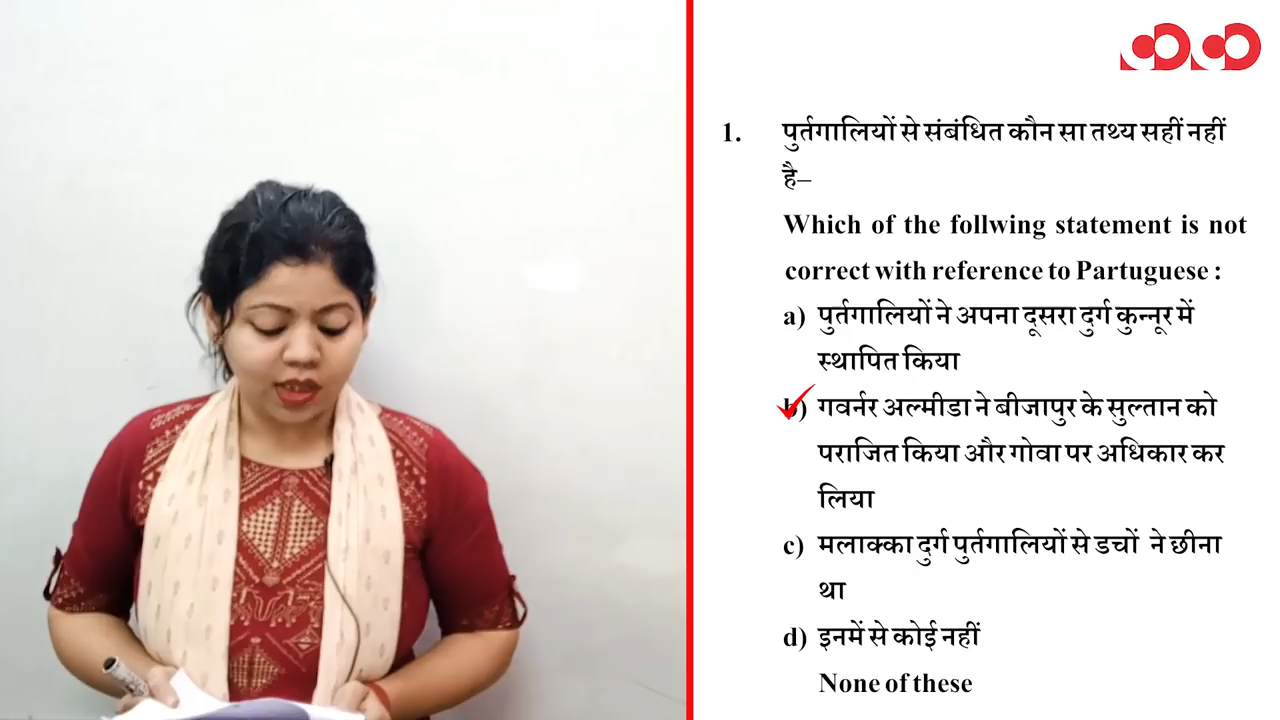 1. पुर्तगालियों से संबंधित कौन सा तथ्य सहीं नहीं
है–
Which of the follwing statement is not
correct with reference to Partuguese :
a) पुर्तगालियों ने अपना दूसरा दुर्ग कुन्नूर में
स्थापित किया
b) गवर्नर अल्मीडा ने बीजापुर के सुल्तान को
पराजित किया और गोवा पर अधिकार कर
लिया
c) मलाक्का दुर्ग पुर्तगालियों से डचों ने छीना
था
d) इनमें से कोई नहीं
None of these